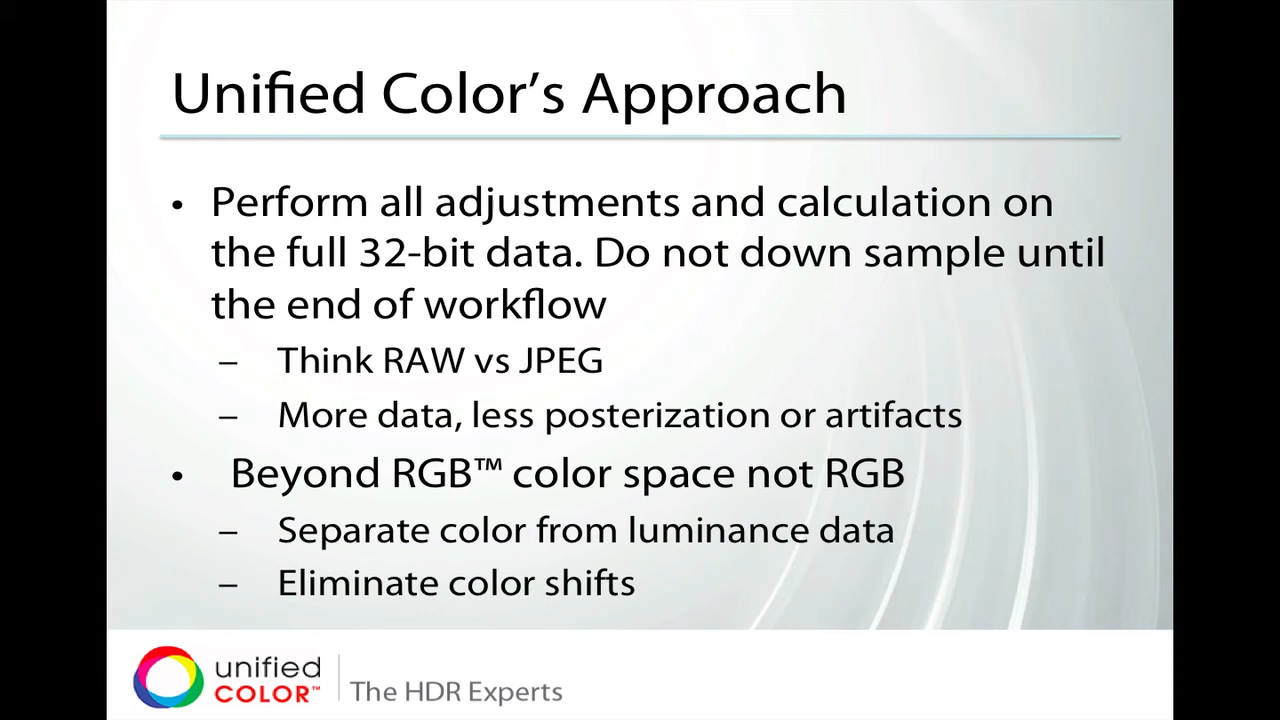 Unified Color’s Approach
• Perform all adjustments and calculation on
the full 32-bit data. Do not down sample until
the end of workflow
– Think RAW vs JPEG
– More data, less posterization or artifacts
• Beyond RGB™ color space not RGB
– Separate color from luminance data
– Eliminate color shifts
unified
COLOR™
The HDR Experts